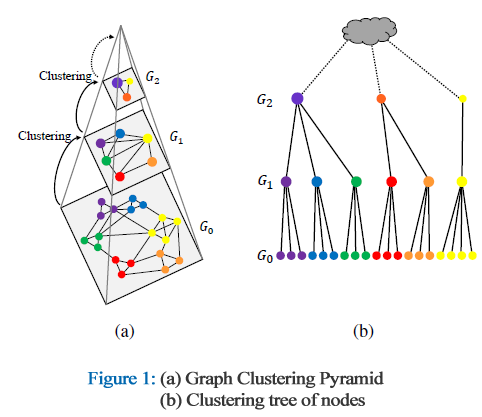 Clustering
G2
Clustering
G1
G0
(a)
G2
G1
G0
(b)
Figure 1: (a) Graph Clustering Pyramid
(b) Clustering tree of nodes